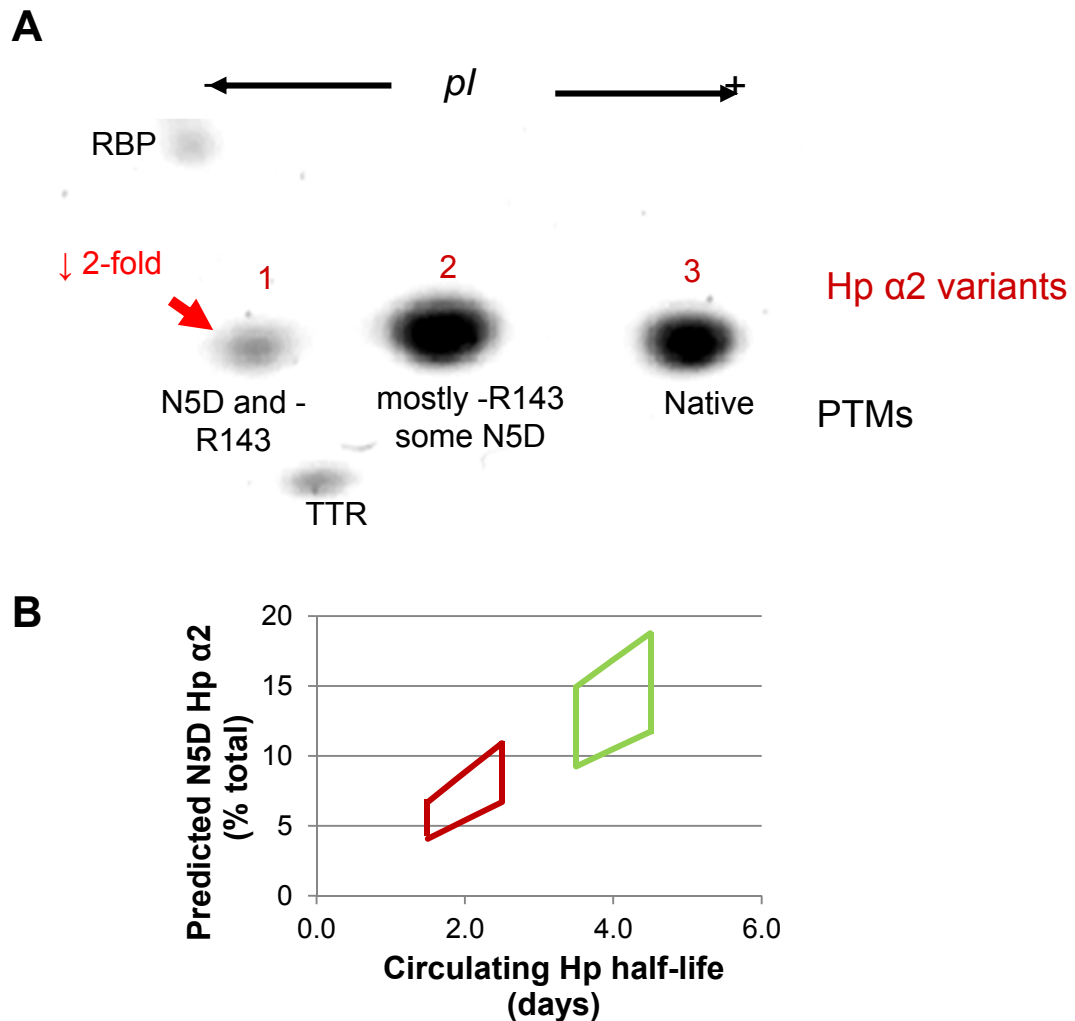 A
- pI +
RBP
↓ 2-fold
1
2
3
Hp α2 variants
N5D and -
R143
mostly -R143
some N5D
Native
PTMs
TTR
B
Predicted N5D Hp α2
(% total)
20
15
10
5
0
0.0 2.0 4.0 6.0
Circulating Hp half-life
(days)